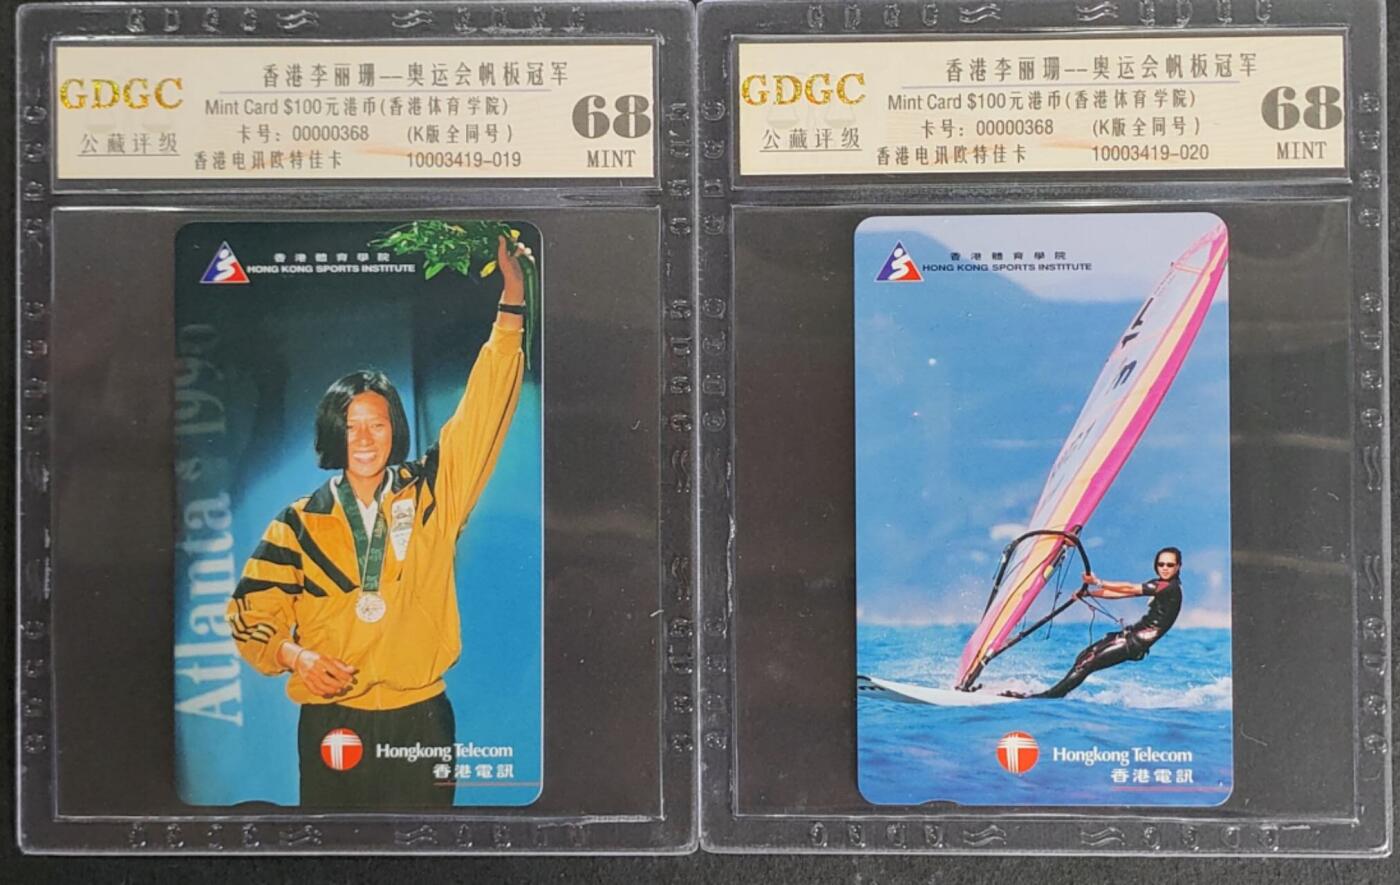 GDGC
公藏评级
香港李丽珊--奥运会帆板冠军
Mint Card $100元港币(香港体育学院)
卡号：00000368 (K版全同号)
香港电讯欧特佳卡 10003419-019
68
MINT
香港體育學院
HONG KONG SPORTS INSTITUTE
Atlanta 1996
Hongkong Telecom
香港電訊
GDGC
公藏评级
香港李丽珊--奥运会帆板冠军
Mint Card $100元港币(香港体育学院)
卡号：00000368 (K版全同号)
香港电讯欧特佳卡 10003419-020
68
MINT
香港體育學院
HONG KONG SPORTS INSTITUTE
Hongkong Telecom
香港電訊